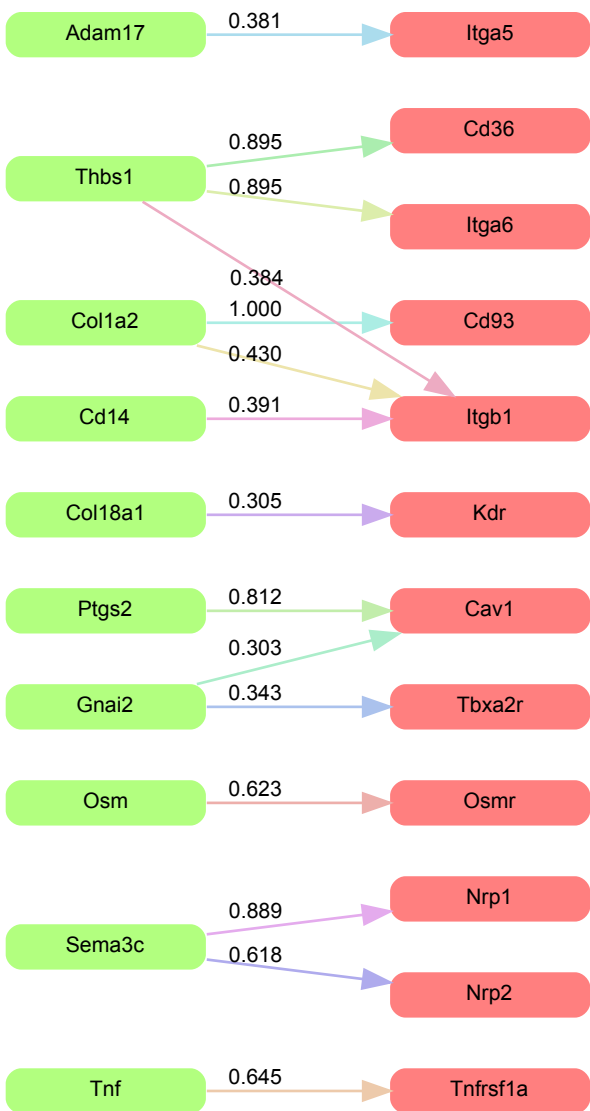 Adam17 0.381 Itga5
Cd36
0.895
Thbs1 0.895
Itga6
0.384
Col1a2 1.000 Cd93
0.430
Cd14 0.391 Itgb1
Col18a1 0.305 Kdr
Ptgs2 0.812 Cav1
0.303
Gnai2 0.343 Tbxa2r
Osm 0.623 Osmr
Nrp1
0.889
Sema3c 0.618
Nrp2
Tnf 0.645 Tnfrsf1a